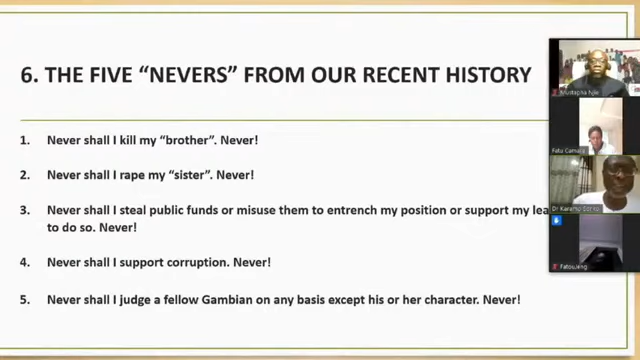 6. THE FIVE “NEVERS” FROM OUR RECENT HISTORY
1. Never shall I kill my “brother”. Never!
2. Never shall I rape my “sister”. Never!
3. Never shall I steal public funds or misuse them to entrench my position or support my lea
to do so. Never!
4. Never shall I support corruption. Never!
5. Never shall I judge a fellow Gambian on any basis except his or her character. Never!
Mustapha Njie
Fatu Camara
Dr Karamo